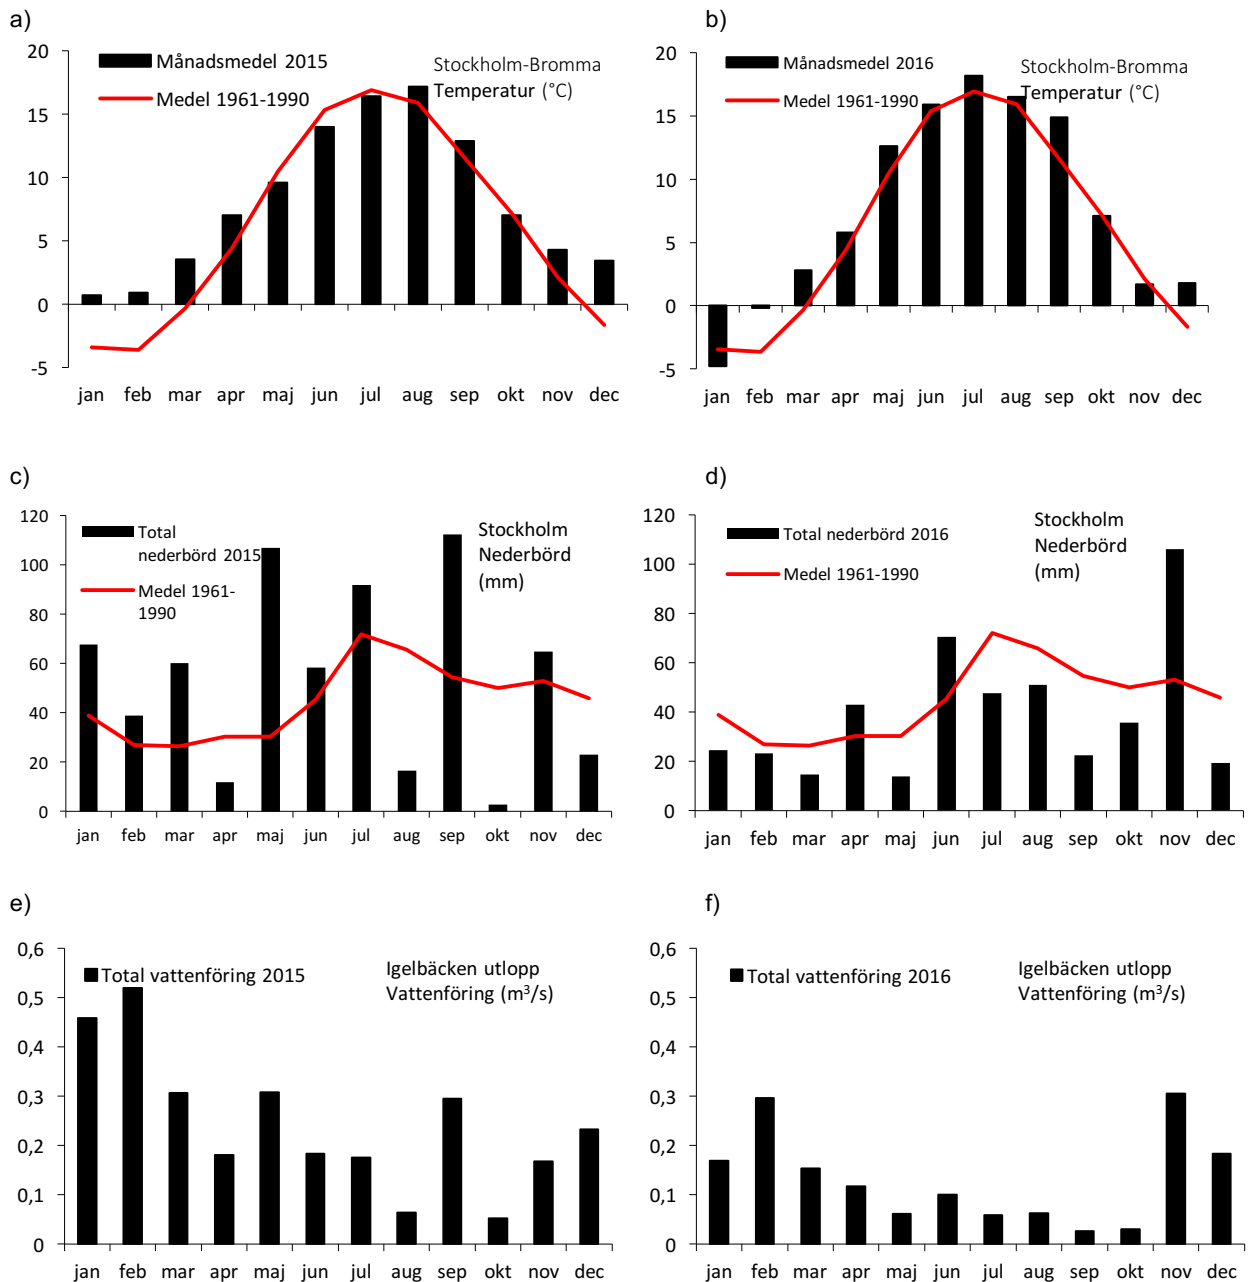 a)
20
15
10
5
0
-5
Månadsmedel 2015
Medel 1961-1990
Stockholm-Bromma
Temperatur (°C)
jan feb mar apr maj jun jul aug sep okt nov dec
b)
20
15
10
5
0
-5
Månadsmedel 2016
Medel 1961-1990
Stockholm-Bromma
Temperatur (°C)
jan feb mar apr maj jun jul aug sep okt nov dec
c)
120
100
80
60
40
20
0
Total
nederbörd 2015
Medel 1961-
1990
Stockholm
Nederbörd
(mm)
jan feb mar apr maj jun jul aug sep okt nov dec
d)
120
100
80
60
40
20
0
Total nederbörd 2016
Medel 1961-1990
Stockholm
Nederbörd
(mm)
jan feb mar apr maj jun jul aug sep okt nov dec
e)
0,6
0,5
0,4
0,3
0,2
0,1
0
Total vattenföring 2015
Igelbäcken utlopp
Vattenföring (m³/s)
jan feb mar apr maj jun jul aug sep okt nov dec
f)
0,6
0,5
0,4
0,3
0,2
0,1
0
Total vattenföring 2016
Igelbäcken utlopp
Vattenföring (m³/s)
jan feb mar apr maj jun jul aug sep okt nov dec